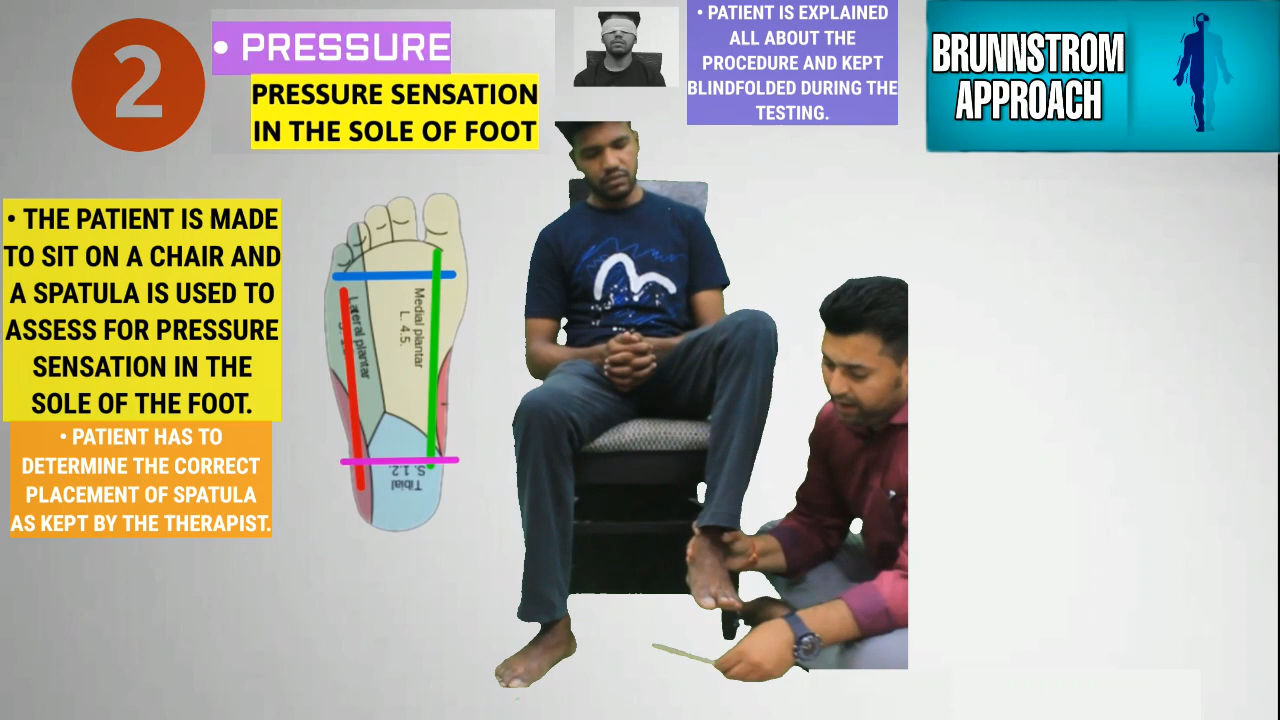 2
• PRESSURE
PRESSURE SENSATION
IN THE SOLE OF FOOT
• PATIENT IS EXPLAINED
ALL ABOUT THE
PROCEDURE AND KEPT
BLINDFOLDED DURING THE
TESTING.
BRUNNSTROM
APPROACH
• THE PATIENT IS MADE
TO SIT ON A CHAIR AND
A SPATULA IS USED TO
ASSESS FOR PRESSURE
SENSATION IN THE
SOLE OF THE FOOT.
• PATIENT HAS TO
DETERMINE THE CORRECT
PLACEMENT OF SPATULA
AS KEPT BY THE THERAPIST.
Lateral plantar
Medial plantar
L. 4.5.
Tibial
S. 1.2.